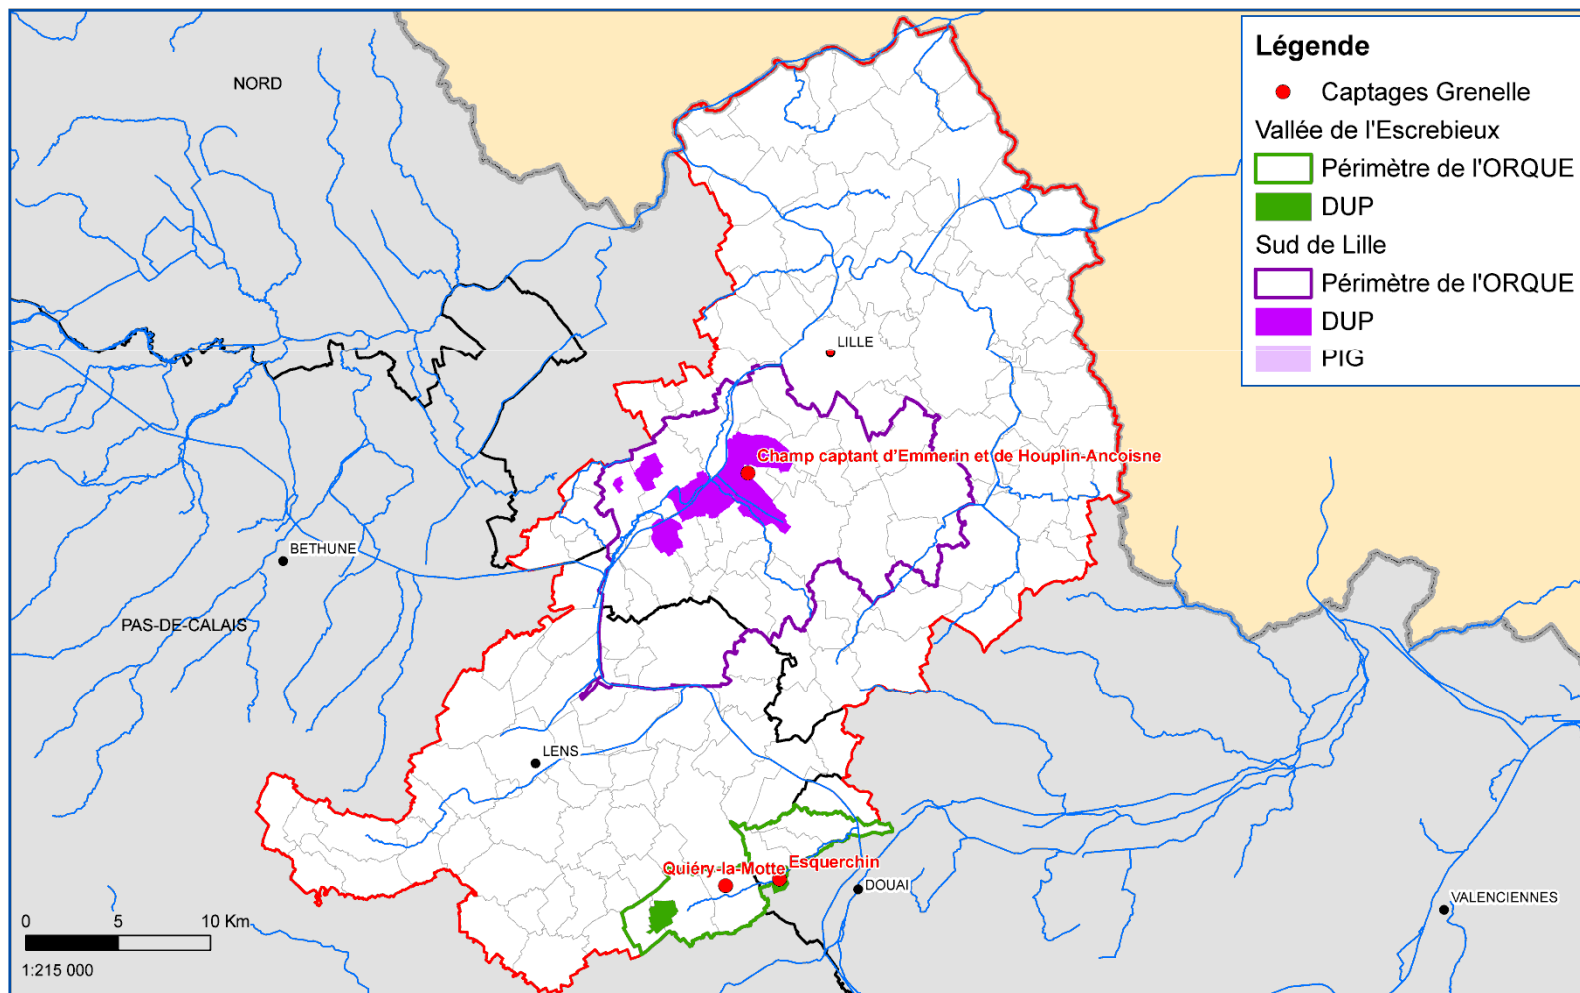 NORD
Légende
Captages Grenelle
Vallée de l'Escrebieux
Périmètre de l'ORQUE
DUP
Sud de Lille
Périmètre de l'ORQUE
DUP
PIG
LILLE
Champ captant d'Emmerin et de Houplin-Ancoisne
BETHUNE
PAS-DE-CALAIS
LENS
Quiéry-la-Motte
Esquerchin
DOUAI
VALENCIENNES
0 5 10 Km
1:215 000